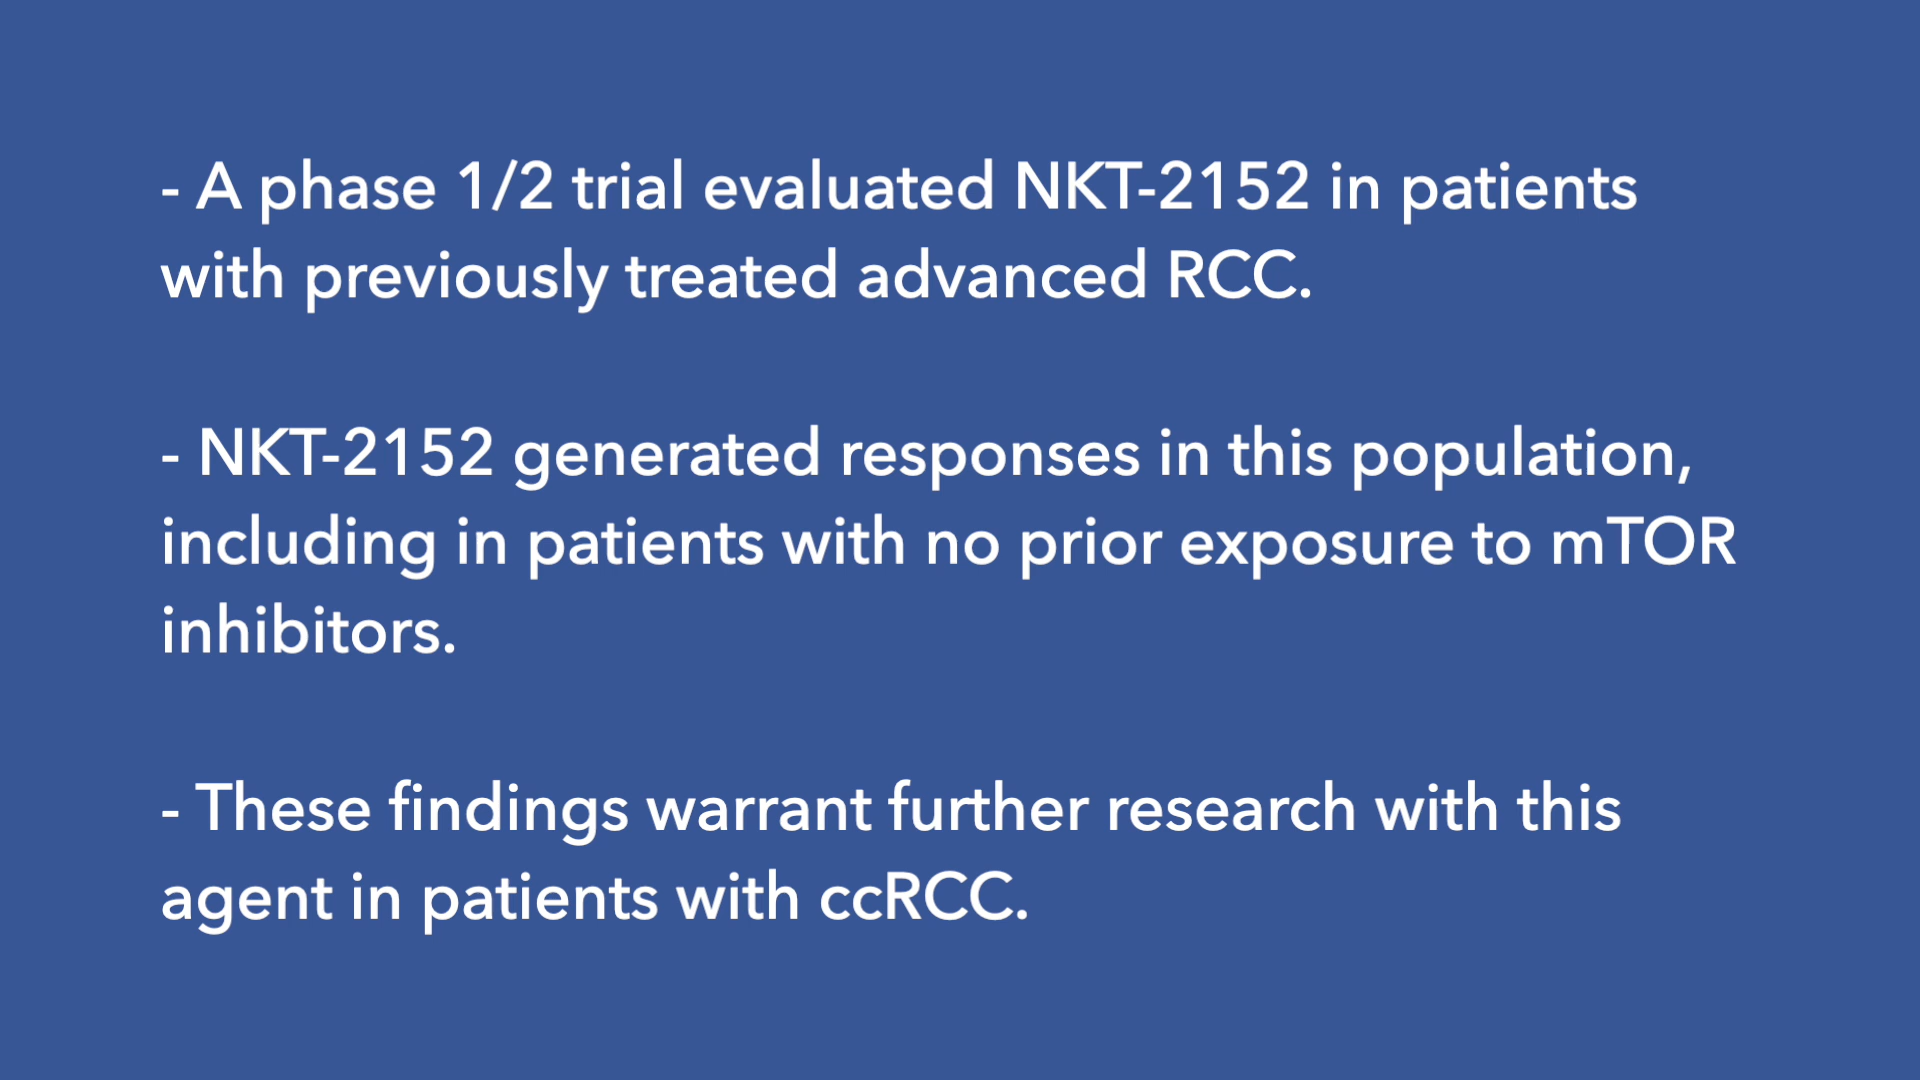 - A phase 1/2 trial evaluated NKT-2152 in patients
with previously treated advanced RCC.
- NKT-2152 generated responses in this population,
including in patients with no prior exposure to mTOR
inhibitors.
- These findings warrant further research with this
agent in patients with ccRCC.